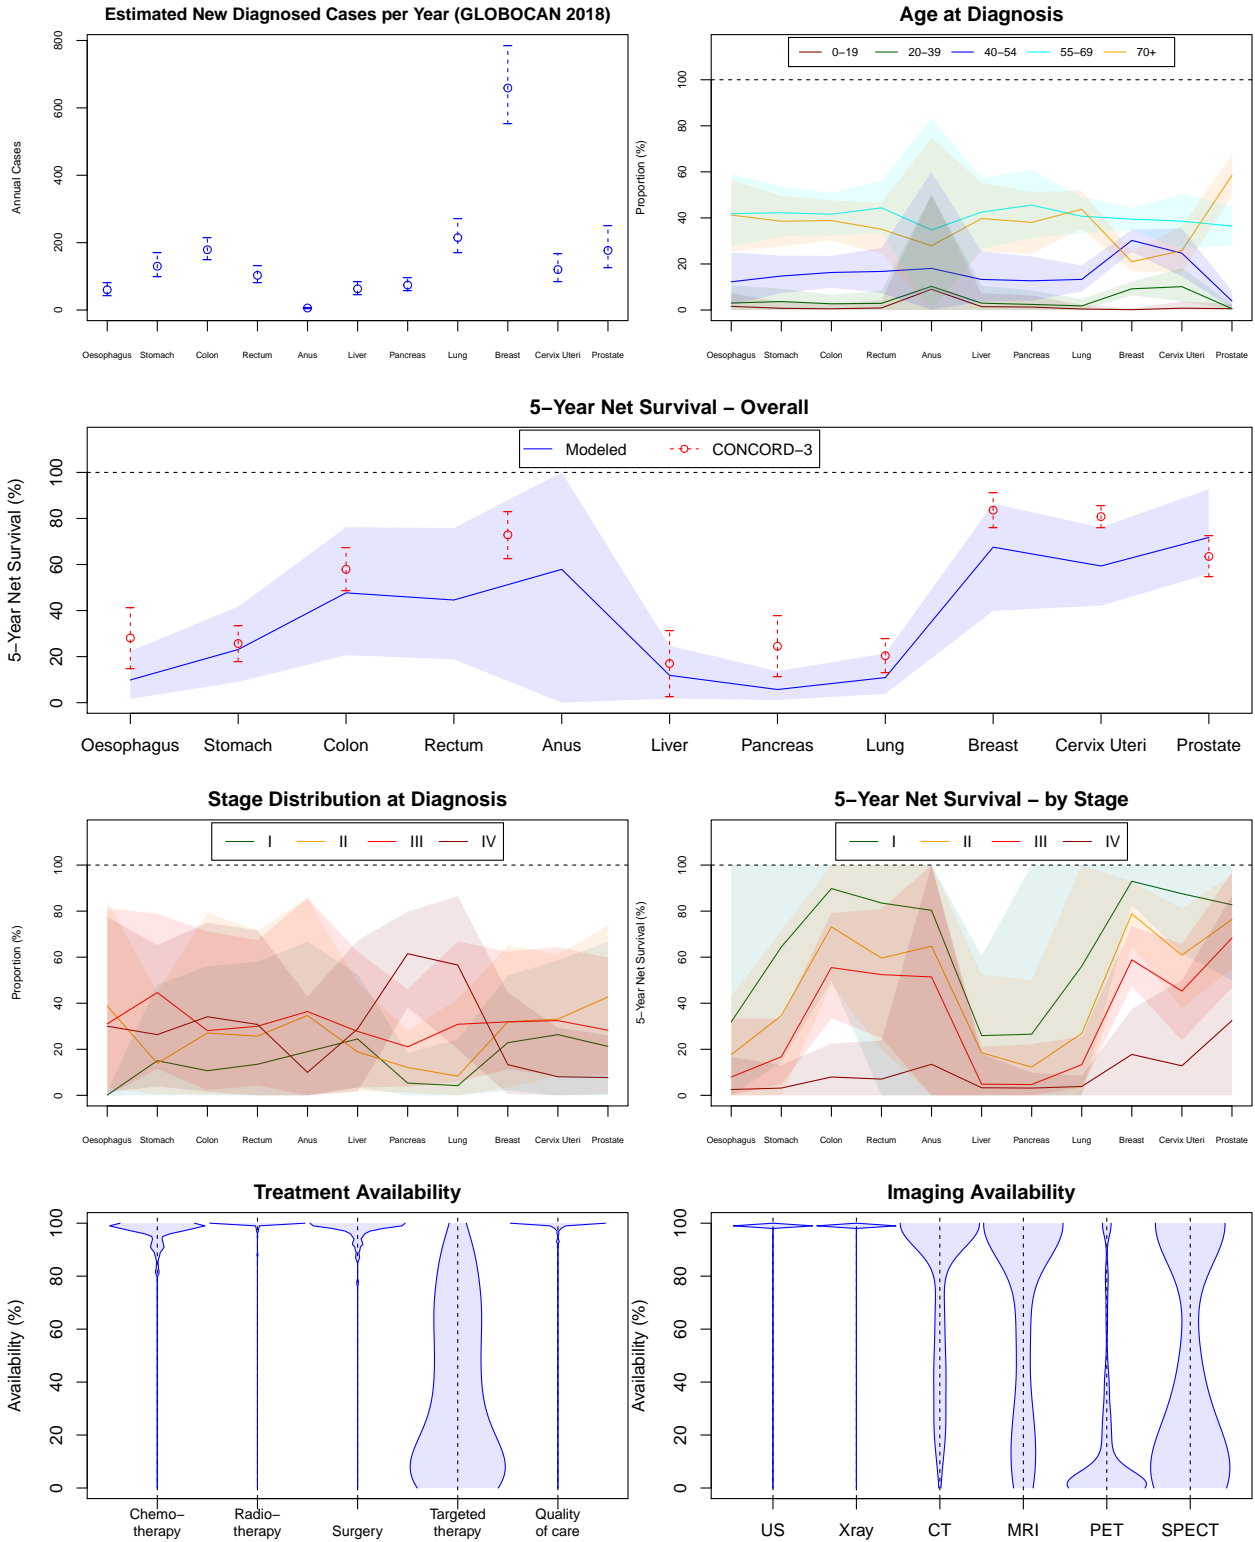 Estimated New Diagnosed Cases per Year (GLOBOCAN 2018)
Annual Cases
0 200 400 600 800
Oesophagus Stomach Colon Rectum Anus Liver Pancreas Lung Breast Cervix Uteri Prostate
Age at Diagnosis
0−19 20−39 40−54 55−69 70+
Proportion (%)
0 20 40 60 80 100
Oesophagus Stomach Colon Rectum Anus Liver Pancreas Lung Breast Cervix Uteri Prostate
5−Year Net Survival − Overall
Modeled CONCORD−3
5−Year Net Survival (%)
0 20 40 60 80 100
Oesophagus Stomach Colon Rectum Anus Liver Pancreas Lung Breast Cervix Uteri Prostate
Stage Distribution at Diagnosis
I II III IV
Proportion (%)
0 20 40 60 80 100
Oesophagus Stomach Colon Rectum Anus Liver Pancreas Lung Breast Cervix Uteri Prostate
5−Year Net Survival − by Stage
I II III IV
5−Year Net Survival (%)
0 20 40 60 80 100
Oesophagus Stomach Colon Rectum Anus Liver Pancreas Lung Breast Cervix Uteri Prostate
Treatment Availability
Availability (%)
0 20 40 60 80 100
Chemo− Radio− Targeted Quality
therapy therapy Surgery therapy of care
Imaging Availability
Availability (%)
0 20 40 60 80 100
US Xray CT MRI PET SPECT